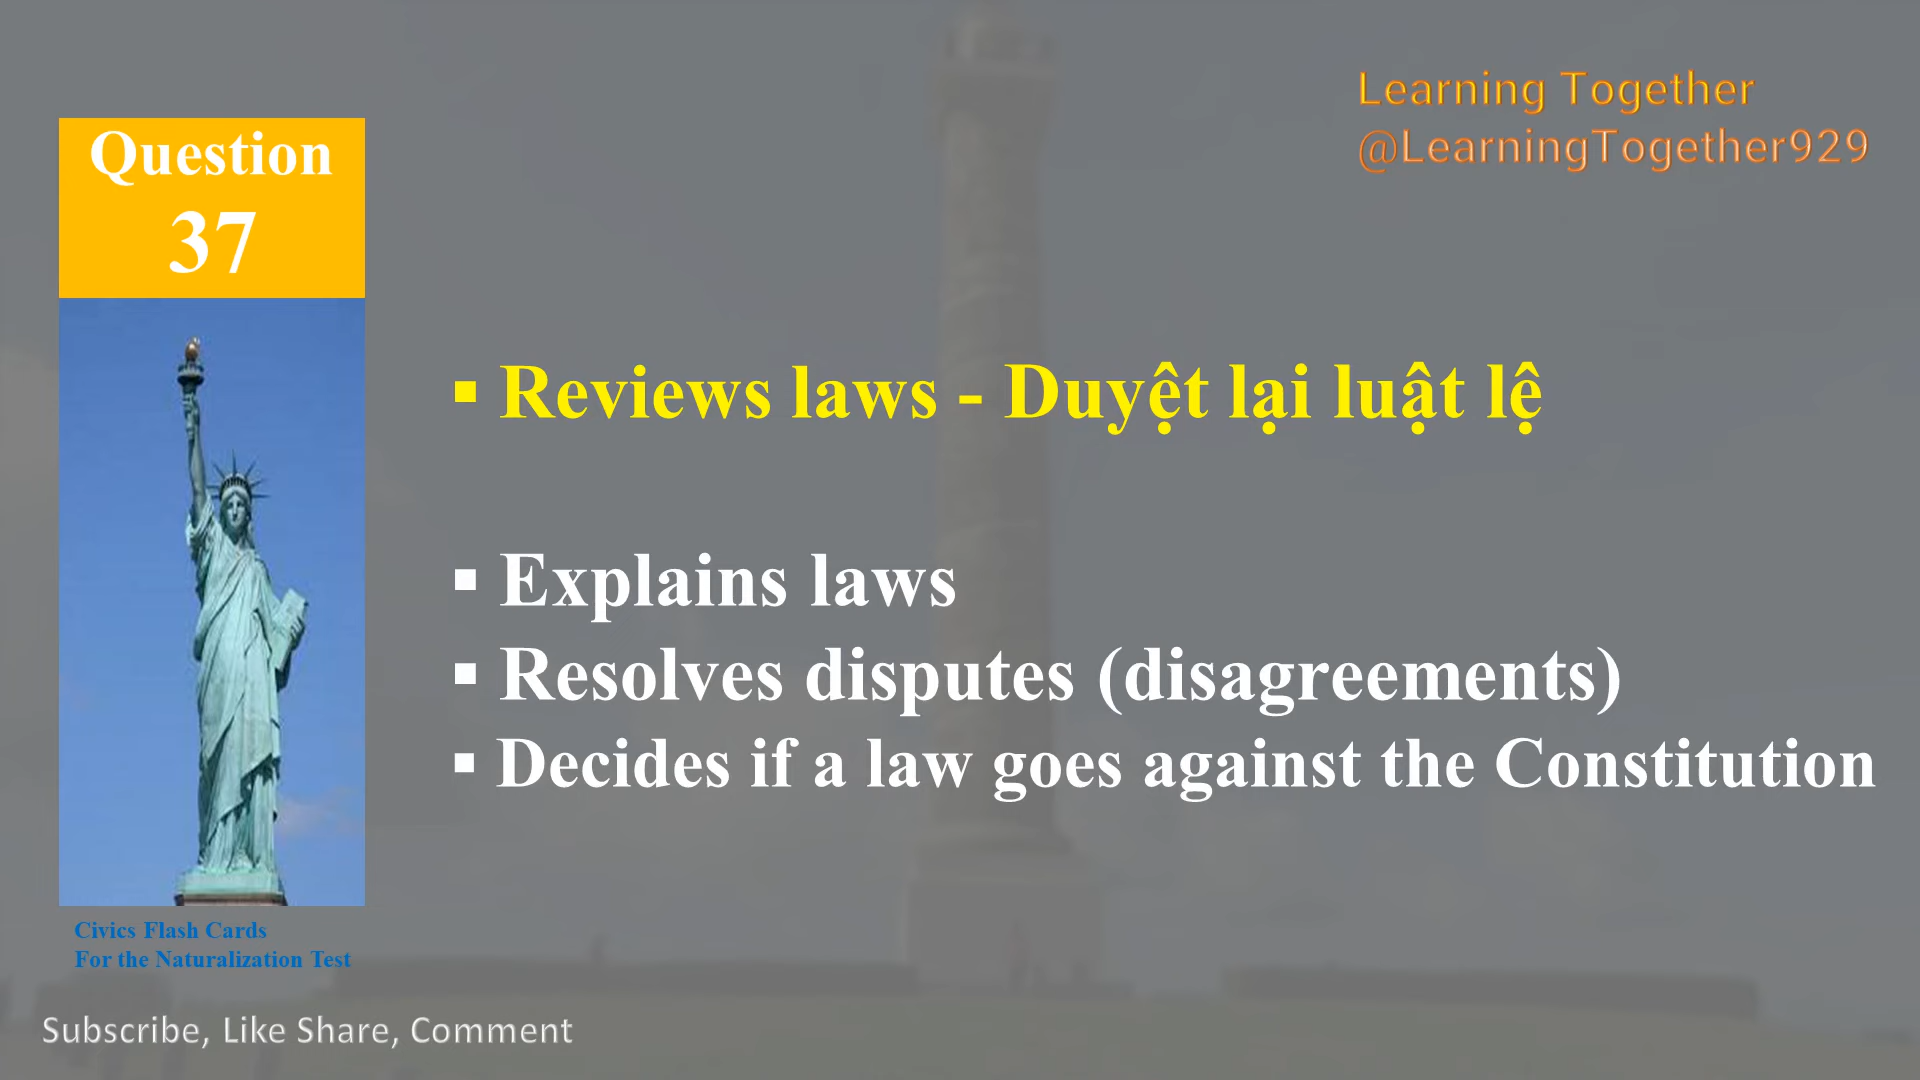 Learning Together
@LearningTogether929
Question
37
▪ Reviews laws - Duyệt lại luật lệ
▪ Explains laws
▪ Resolves disputes (disagreements)
▪ Decides if a law goes against the Constitution
Civics Flash Cards
For the Naturalization Test
Subscribe, Like Share, Comment